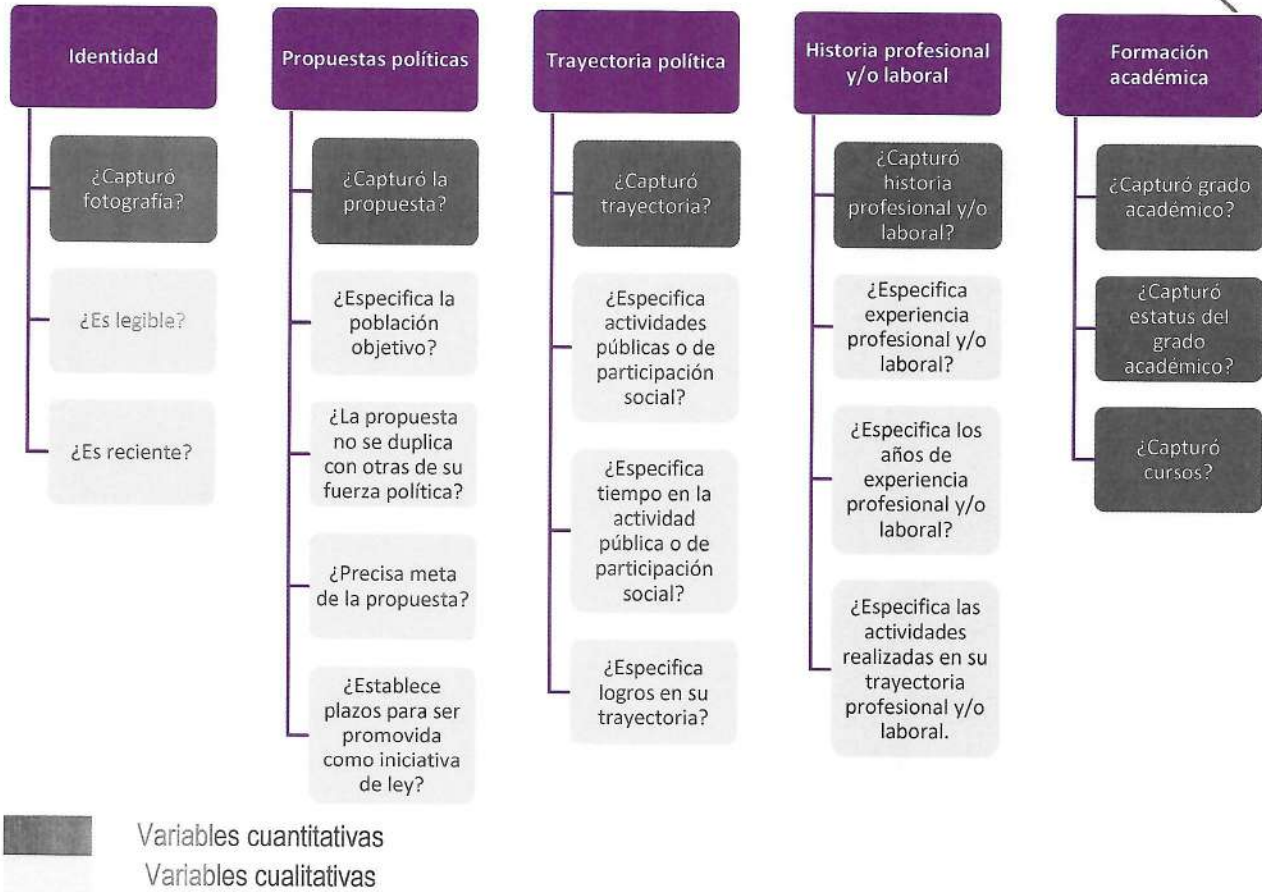 Identidad
¿Capturó
fotografía?
¿Es legible?
¿Es reciente?
Propuestas políticas
¿Capturó la
propuesta?
¿Especifica la
población
objetivo?
¿La propuesta
no se duplica
con otras de su
fuerza política?
¿Precisa meta
de la propuesta?
¿Establece
plazos para ser
promovida
como iniciativa
de ley?
Trayectoria política
¿Capturó
trayectoria?
¿Especifica
actividades
públicas o de
participación
social?
¿Especifica
tiempo en la
actividad
pública o de
participación
social?
¿Especifica
logros en su
trayectoria?
Historia profesional
y/o laboral
¿Capturó
historia
profesional y/o
laboral?
¿Especifica
experiencia
profesional y/o
laboral?
¿Especifica los
años de
experiencia
profesional y/o
laboral?
¿Especifica las
actividades
realizadas en su
trayectoria
profesional y/o
laboral.
Formación
académica
¿Capturó grado
académico?
¿Capturó
estatus del
grado
académico?
¿Capturó
cursos?
Variables cuantitativas
Variables cualitativas